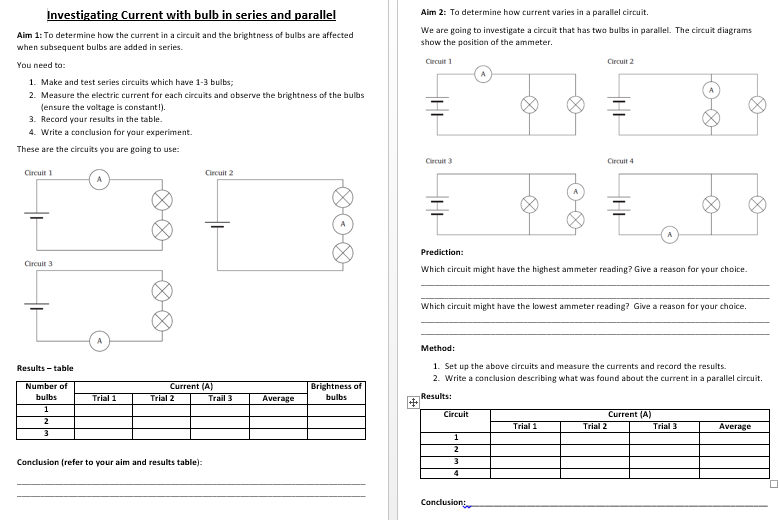 Investigating Current with bulb in series and parallel
Aim 1: To determine how the current in a circuit and the brightness of bulbs are affected
when subsequent bulbs are added in series.
You need to:
1. Make and test series circuits which have 1-3 bulbs;
2. Measure the electric current for each circuits and observe the brightness of the bulbs
(ensure the voltage is constant!).
3. Record your results in the table.
4. Write a conclusion for your experiment.
These are the circuits you are going to use:
Circuit 1
A
Circuit 2
A
Circuit 3
A
Results – table
Number of bulbs Current (A) Brightness of bulbs
Trial 1 Trial 2 Trail 3 Average
1
2
3
Conclusion (refer to your aim and results table):
Aim 2: To determine how current varies in a parallel circuit.
We are going to investigate a circuit that has two bulbs in parallel. The circuit diagrams
show the position of the ammeter.
Circuit 1
A
Circuit 2
A
Circuit 3
A
Circuit 4
A
Prediction:
Which circuit might have the highest ammeter reading? Give a reason for your choice.
Which circuit might have the lowest ammeter reading? Give a reason for your choice.
Method:
1. Set up the above circuits and measure the currents and record the results.
2. Write a conclusion describing what was found about the current in a parallel circuit.
Results:
Circuit Current (A)
Trial 1 Trial 2 Trial 3 Average
1
2
3
4
Conclusion: